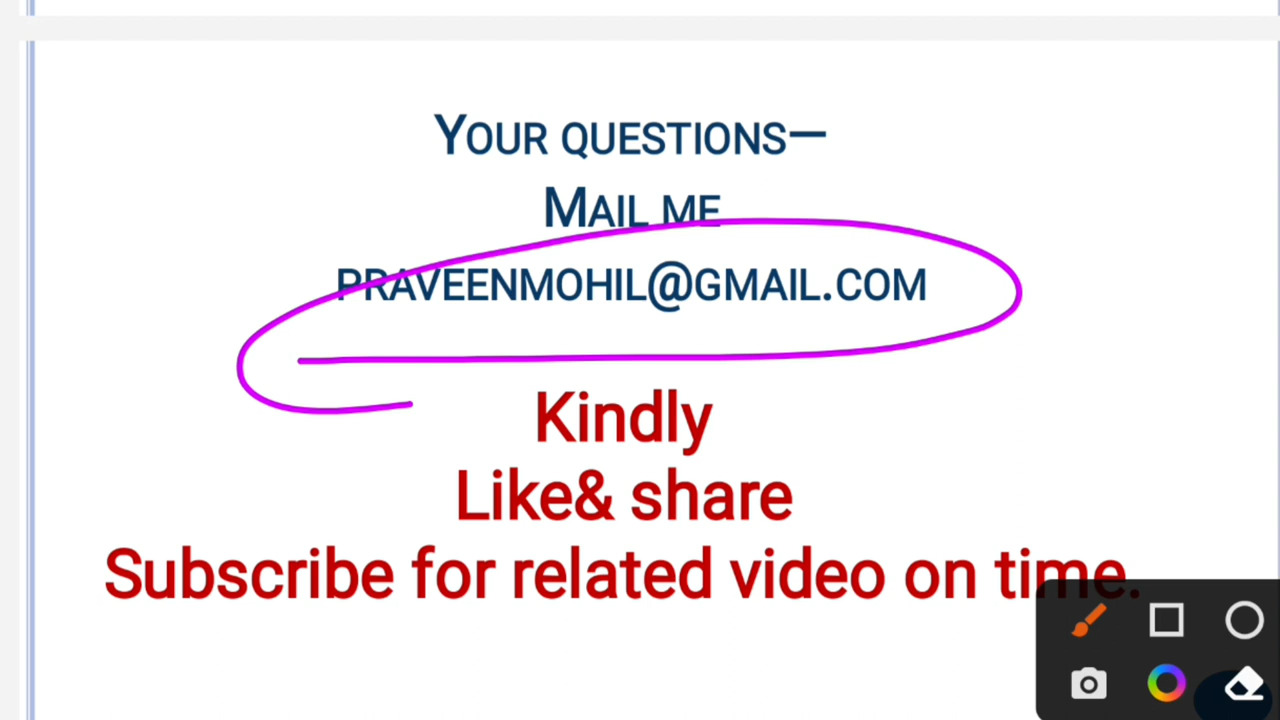 YOUR QUESTIONS—
MAIL ME
PRAVEENMOHIL@GMAIL.COM
Kindly
Like& share
Subscribe for related video on time.